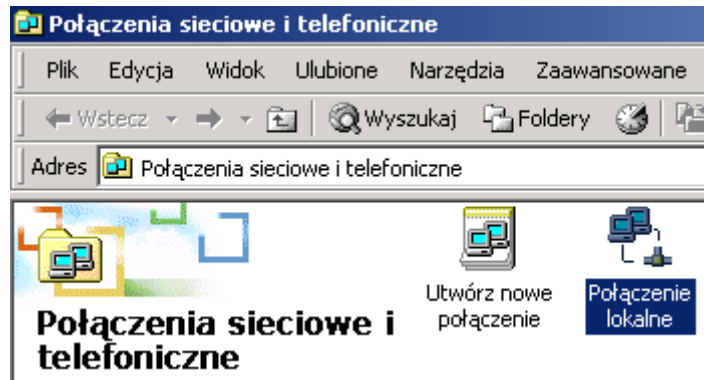 Połączenia sieciowe i telefoniczne
Plik Edycja Widok Ulubione Narzędzia Zaawansowane
Wstecz Wyszukaj Foldery
Adres Połączenia sieciowe i telefoniczne
Utwórz nowe połączenie
Połączenie lokalne
Połączenia sieciowe i
telefoniczne